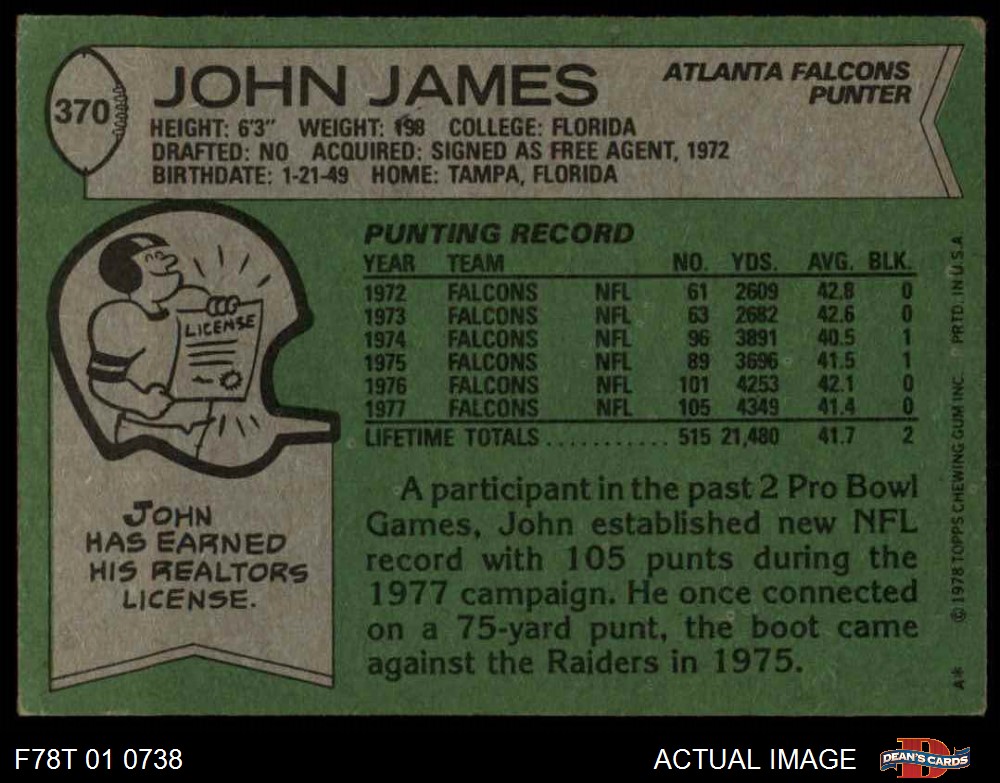 370
JOHN JAMES
ATLANTA FALCONS
PUNTER
HEIGHT: 6'3" WEIGHT: 198 COLLEGE: FLORIDA
DRAFTED: NO ACQUIRED: SIGNED AS FREE AGENT, 1972
BIRTHDATE: 1-21-49 HOME: TAMPA, FLORIDA
LICENSE
JOHN
HAS EARNED
HIS REALTORS
LICENSE.
PUNTING RECORD
YEAR TEAM NO. YDS. AVG. BLK.
1972 FALCONS NFL 61 2609 42.8 0
1973 FALCONS NFL 63 2682 42.6 0
1974 FALCONS NFL 96 3891 40.5 1
1975 FALCONS NFL 89 3696 41.5 1
1976 FALCONS NFL 101 4253 42.1 0
1977 FALCONS NFL 105 4349 41.4 0
LIFETIME TOTALS........... 515 21,480 41.7 2
A participant in the past 2 Pro Bowl
Games, John established new NFL
record with 105 punts during the
1977 campaign. He once connected
on a 75-yard punt, the boot came
against the Raiders in 1975.
A* © 1978 TOPPS CHEWING GUM INC. PRTD. IN U.S.A
F78T 01 0738
ACTUAL IMAGE
D
DEAN'S CARDS